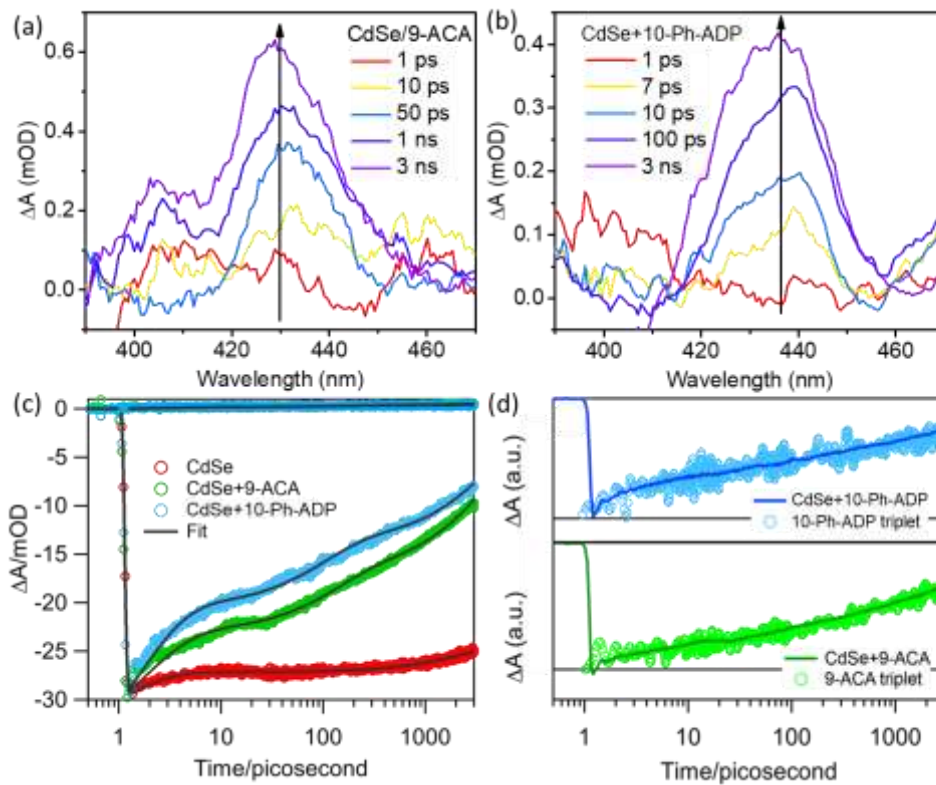 (a)
CdSe/9-ACA
1 ps
10 ps
50 ps
1 ns
3 ns
ΔA (mOD)
0.6
0.4
0.2
0.0
400 420 440 460
Wavelength (nm)
(b)
CdSe+10-Ph-ADP
1 ps
7 ps
10 ps
100 ps
3 ns
ΔA (mOD)
0.4
0.3
0.2
0.1
0.0
400 420 440 460
Wavelength (nm)
(c)
CdSe
CdSe+9-ACA
CdSe+10-Ph-ADP
Fit
ΔA/mOD
0
-5
-10
-15
-20
-25
-30
1 10 100 1000
Time/picosecond
(d)
ΔA (a.u.)
CdSe+10-Ph-ADP
10-Ph-ADP triplet
ΔA (a.u.)
CdSe+9-ACA
9-ACA triplet
1 10 100 1000
Time/picosecond